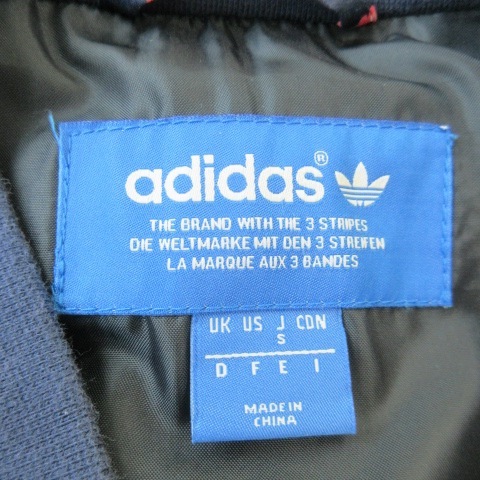 adidas®
THE BRAND WITH THE 3 STRIPES
DIE WELTMARKE MIT DEN 3 STREIFEN
LA MARQUE AUX 3 BANDES
UK US J CDN
S
D F E I
MADE IN
CHINA